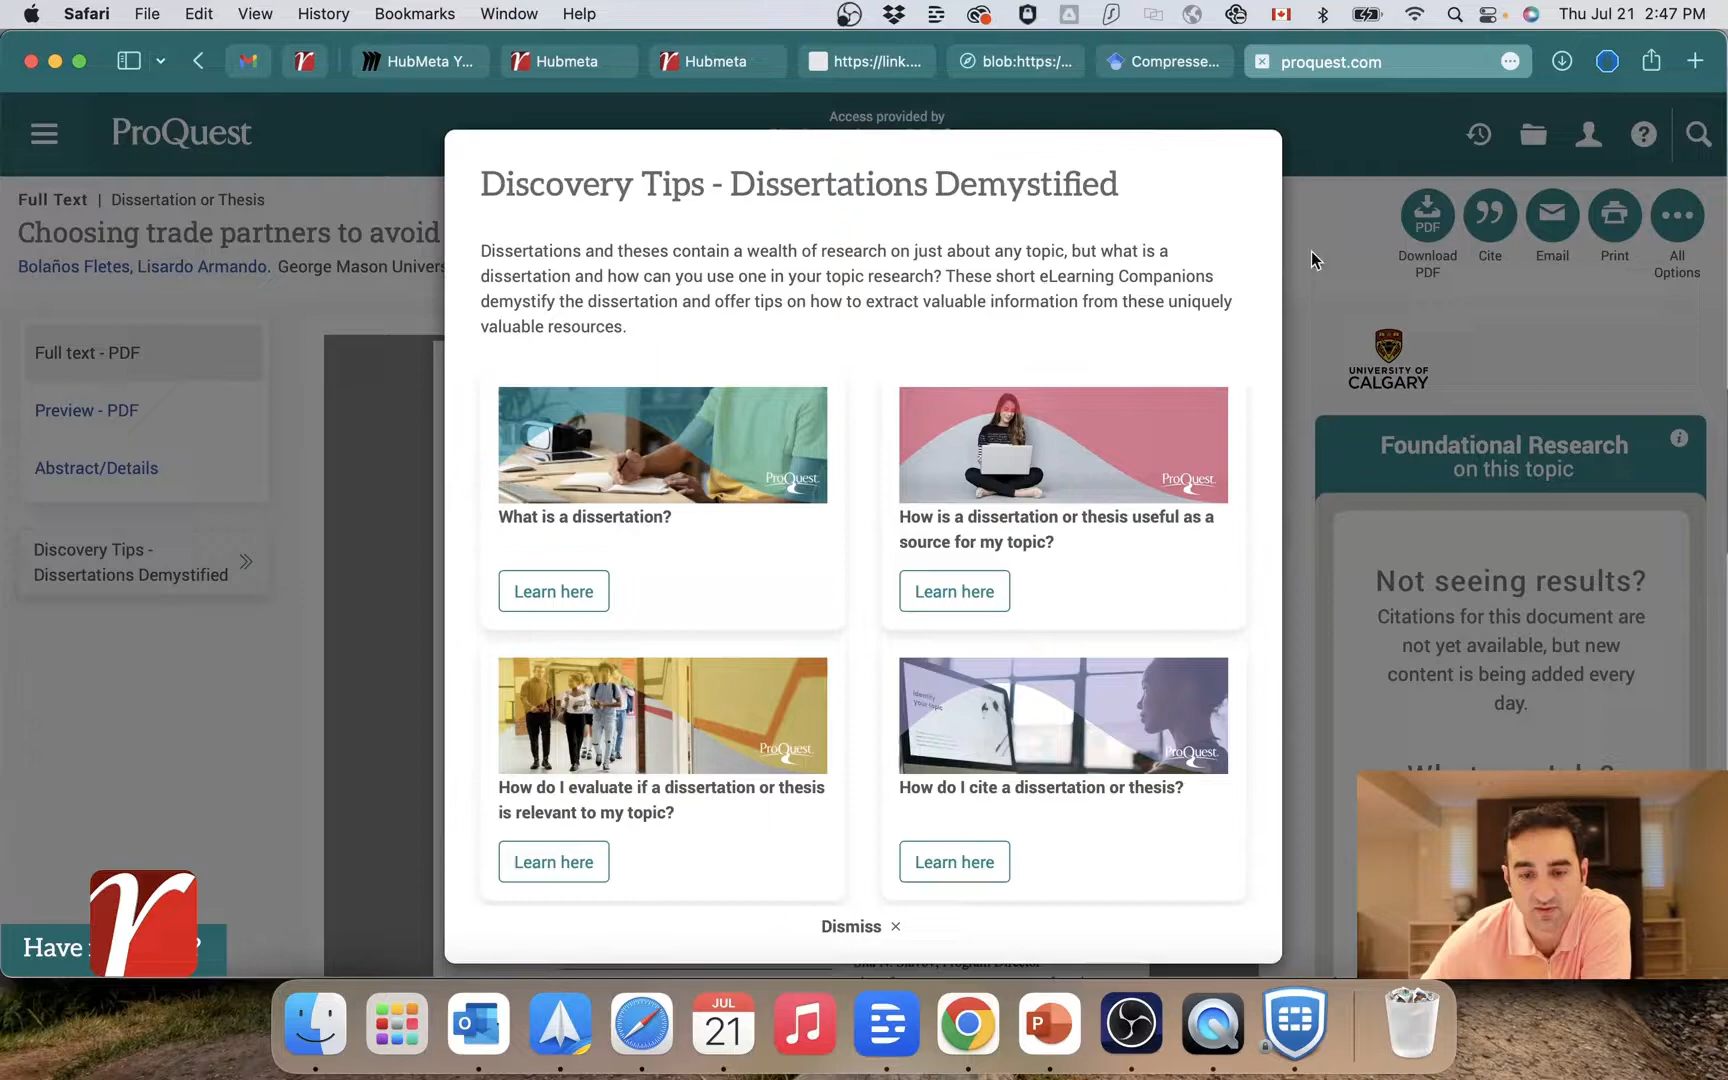 Safari File Edit View History Bookmarks Window Help Thu Jul 21 2:47 PM
HubMeta Y... Hubmeta Hubmeta https://link.... blob:https:/... Compresse... proquest.com
ProQuest
Access provided by
Full Text | Dissertation or Thesis
Choosing trade partners to avoid
Bolaños Fletes, Lisardo Armando. George Mason Univers
PDF
Download PDF
Cite
Email
Print
All Options
Full text - PDF
Preview - PDF
Abstract/Details
Discovery Tips -
Dissertations Demystified
Discovery Tips - Dissertations Demystified
Dissertations and theses contain a wealth of research on just about any topic, but what is a
dissertation and how can you use one in your topic research? These short eLearning Companions
demystify the dissertation and offer tips on how to extract valuable information from these uniquely
valuable resources.
ProQuest
What is a dissertation?
Learn here
ProQuest
How is a dissertation or thesis useful as a
source for my topic?
Learn here
ProQuest
How do I evaluate if a dissertation or thesis
is relevant to my topic?
Learn here
Identify
your topic
ProQuest
How do I cite a dissertation or thesis?
Learn here
Dismiss ×
UNIVERSITY OF
CALGARY
Foundational Research
on this topic
Not seeing results?
Citations for this document are
not yet available, but new
content is being added every
day.
Have
r
JUL
21